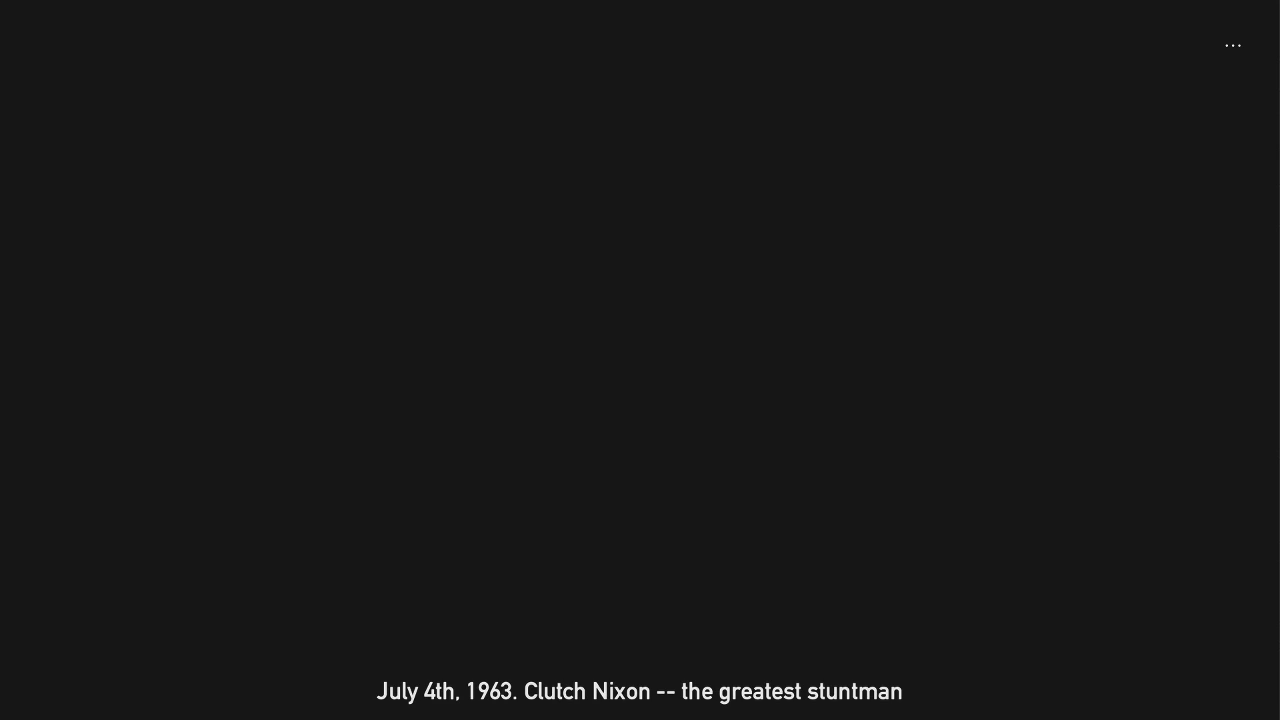 ...
July 4th, 1963. Clutch Nixon -- the greatest stuntman